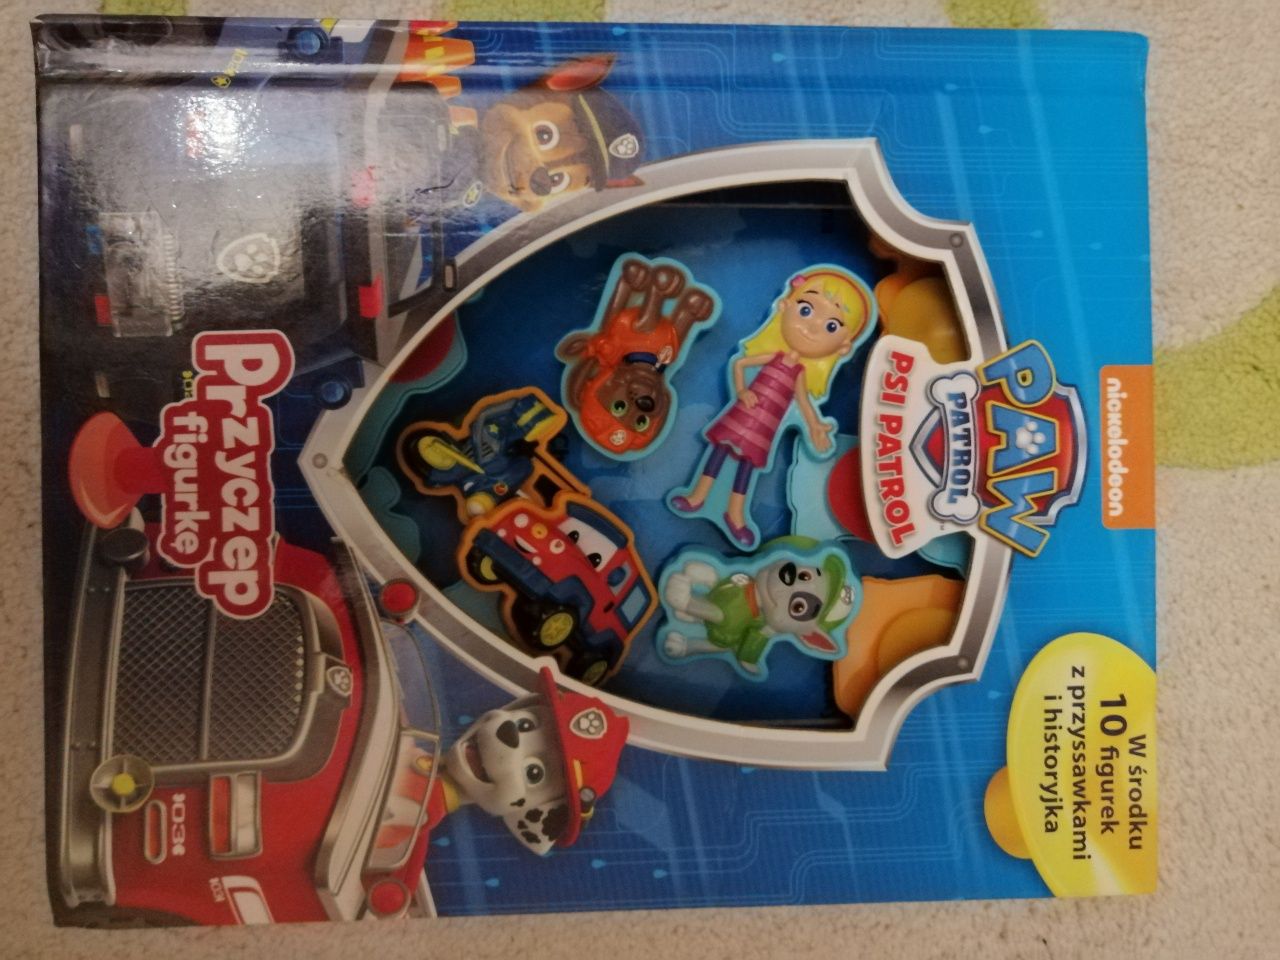 nickelodeon
PAW
PATROL
PSI PATROL
W środku
10 figurek
z przyssawkami
i historyjka
Przyczep
figurkę